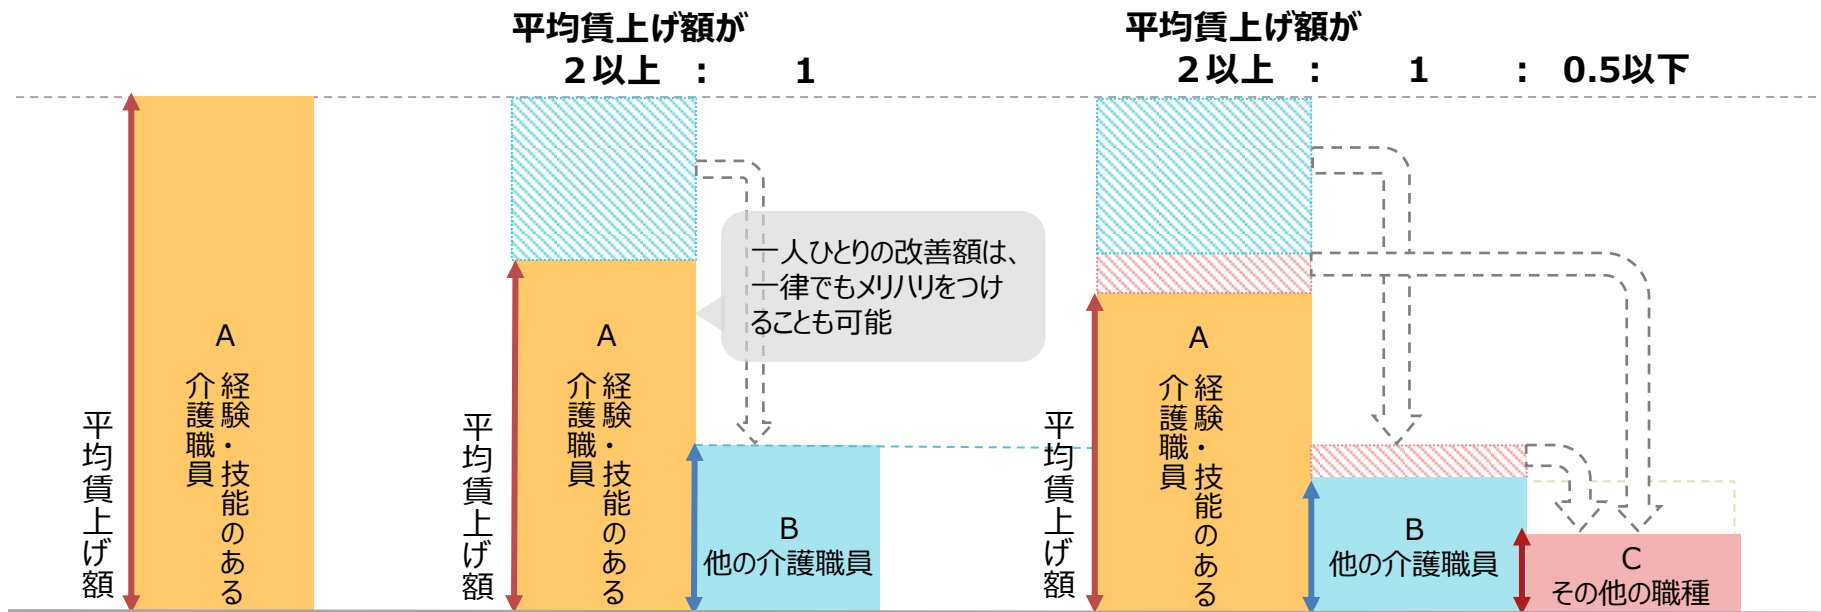 平均賃上げ額が
２以上 ： 1
平均賃上げ額が
２以上 ： 1 ： 0.5以下
平均賃上げ額
A
経験・技能のある
介護職員
平均賃上げ額
A
経験・技能のある
介護職員
一人ひとりの改善額は、
一律でもメリハリをつけ
ることも可能
B
他の介護職員
平均賃上げ額
A
経験・技能のある
介護職員
B
他の介護職員
C
その他の職種